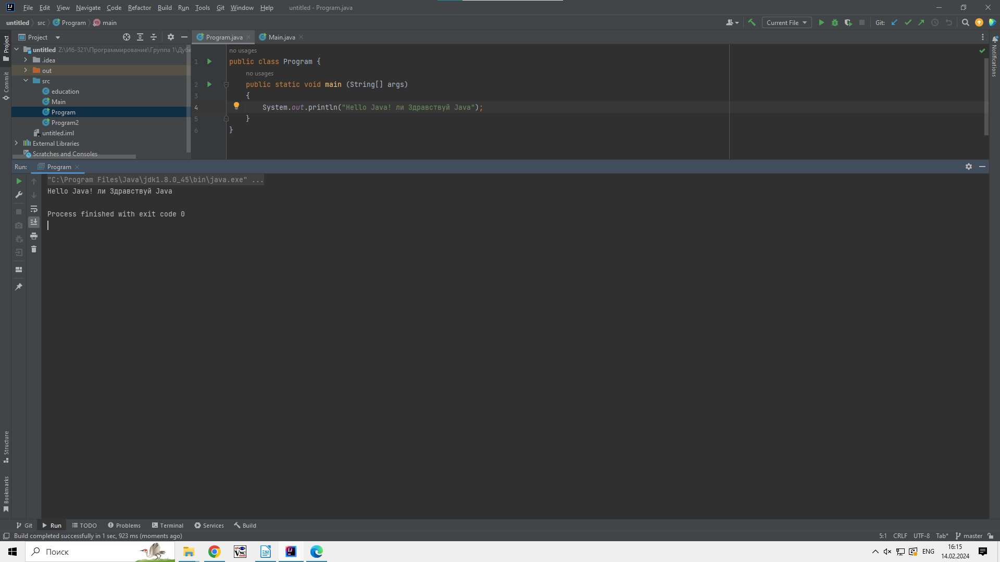 File Edit View Navigate Code Refactor Build Run Tools Git Window Help untitled - Program.java
untitled src Program main
Current File Git:
Project
Program.java Main.java
untitled Z:\Иб-321\Программирование\Группа 1\Дубк
.idea
out
src
education
Main
Program
Program2
untitled.iml
External Libraries
Scratches and Consoles
no usages
1 public class Program {
no usages
2 public static void main (String[] args)
3 {
4 System.out.println("Hello Java! ли Здравствуй Java");
5 }
6 }
Project
Commit
Structure
Bookmarks
Notifications
Run: Program
"C:\Program Files\Java\jdk1.8.0_45\bin\java.exe" ...
Hello Java! ли Здравствуй Java
Process finished with exit code 0
Git Run TODO Problems Terminal Services Build
Build completed successfully in 1 sec, 923 ms (moments ago)
5:1 CRLF UTF-8 Tab* master
Поиск
VNC
ENG
16:15
14.02.2024